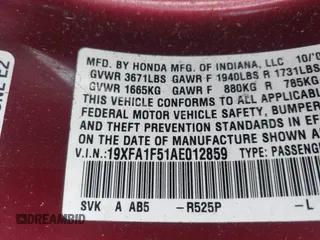 MFD. BY HONDA MFG. OF INDIANA, LLC 10/
GVWR 3671LBS GAWR F 1940LBS R 1731LBS
GVWR 1665KG GAWR F 880KG R 785KG
THIS VEHICLE CONFORMS TO ALL APPLICABLE
FEDERAL MOTOR VEHICLE SAFETY, BUMPER,
THEFT PREVENTION STANDARDS IN EFFECT
ON THE DATE OF MANUFACTURE SHOWN
V.I.N.: 19XFA1F51AE012859 TYPE: PASSENG
SVK A AB5 -R525P -L
DREAMBID